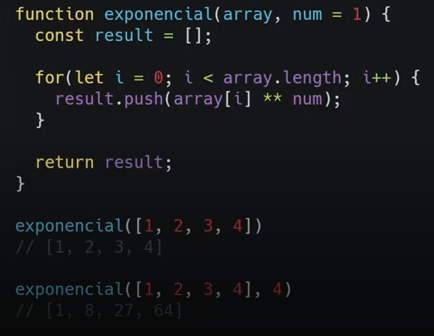 function exponencial(array, num = 1) {
const result = [];
for(let i = 0; i < array.length; i++) {
result.push(array[i] ** num);
}
return result;
}
exponencial([1, 2, 3, 4])
// [1, 2, 3, 4]
exponencial([1, 2, 3, 4], 4)
// [1, 8, 27, 64]